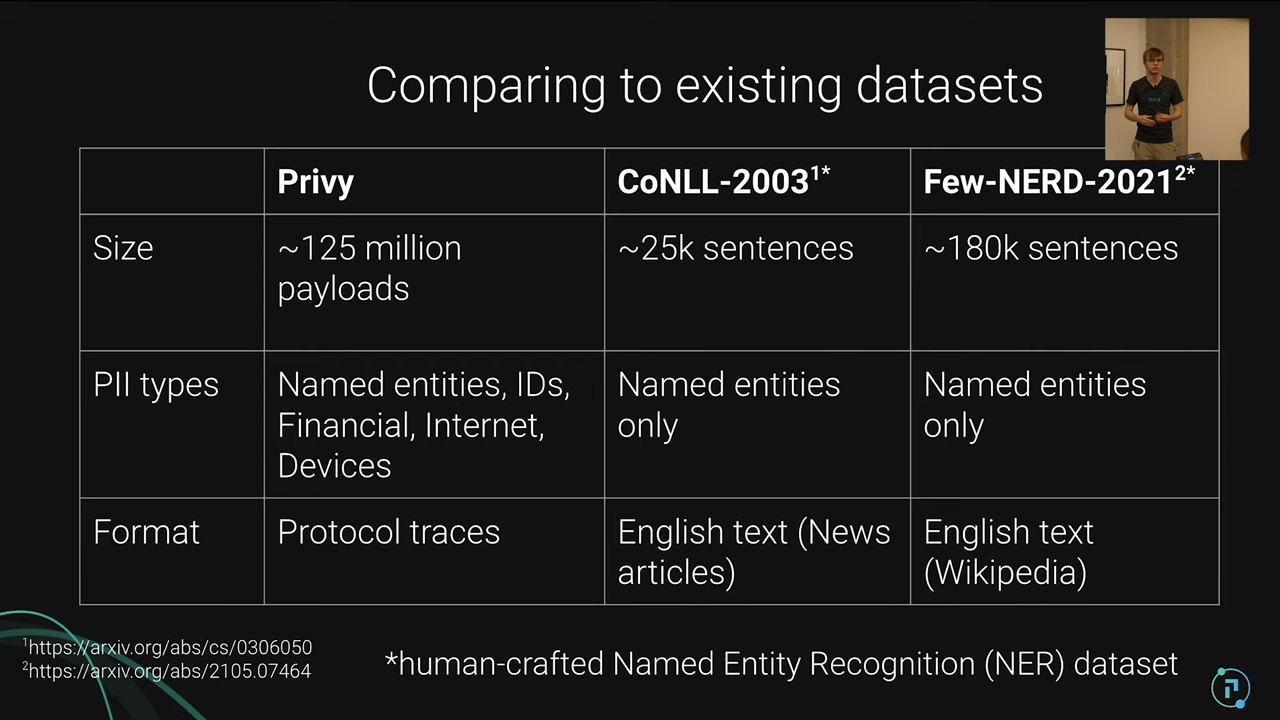 Comparing to existing datasets
Privy
CoNLL-2003¹*
Few-NERD-2021²*
Size
~125 million
payloads
~25k sentences
~180k sentences
PII types
Named entities, IDs,
Financial, Internet,
Devices
Named entities
only
Named entities
only
Format
Protocol traces
English text (News
articles)
English text
(Wikipedia)
¹https://arxiv.org/abs/cs/0306050
²https://arxiv.org/abs/2105.07464
*human-crafted Named Entity Recognition (NER) dataset